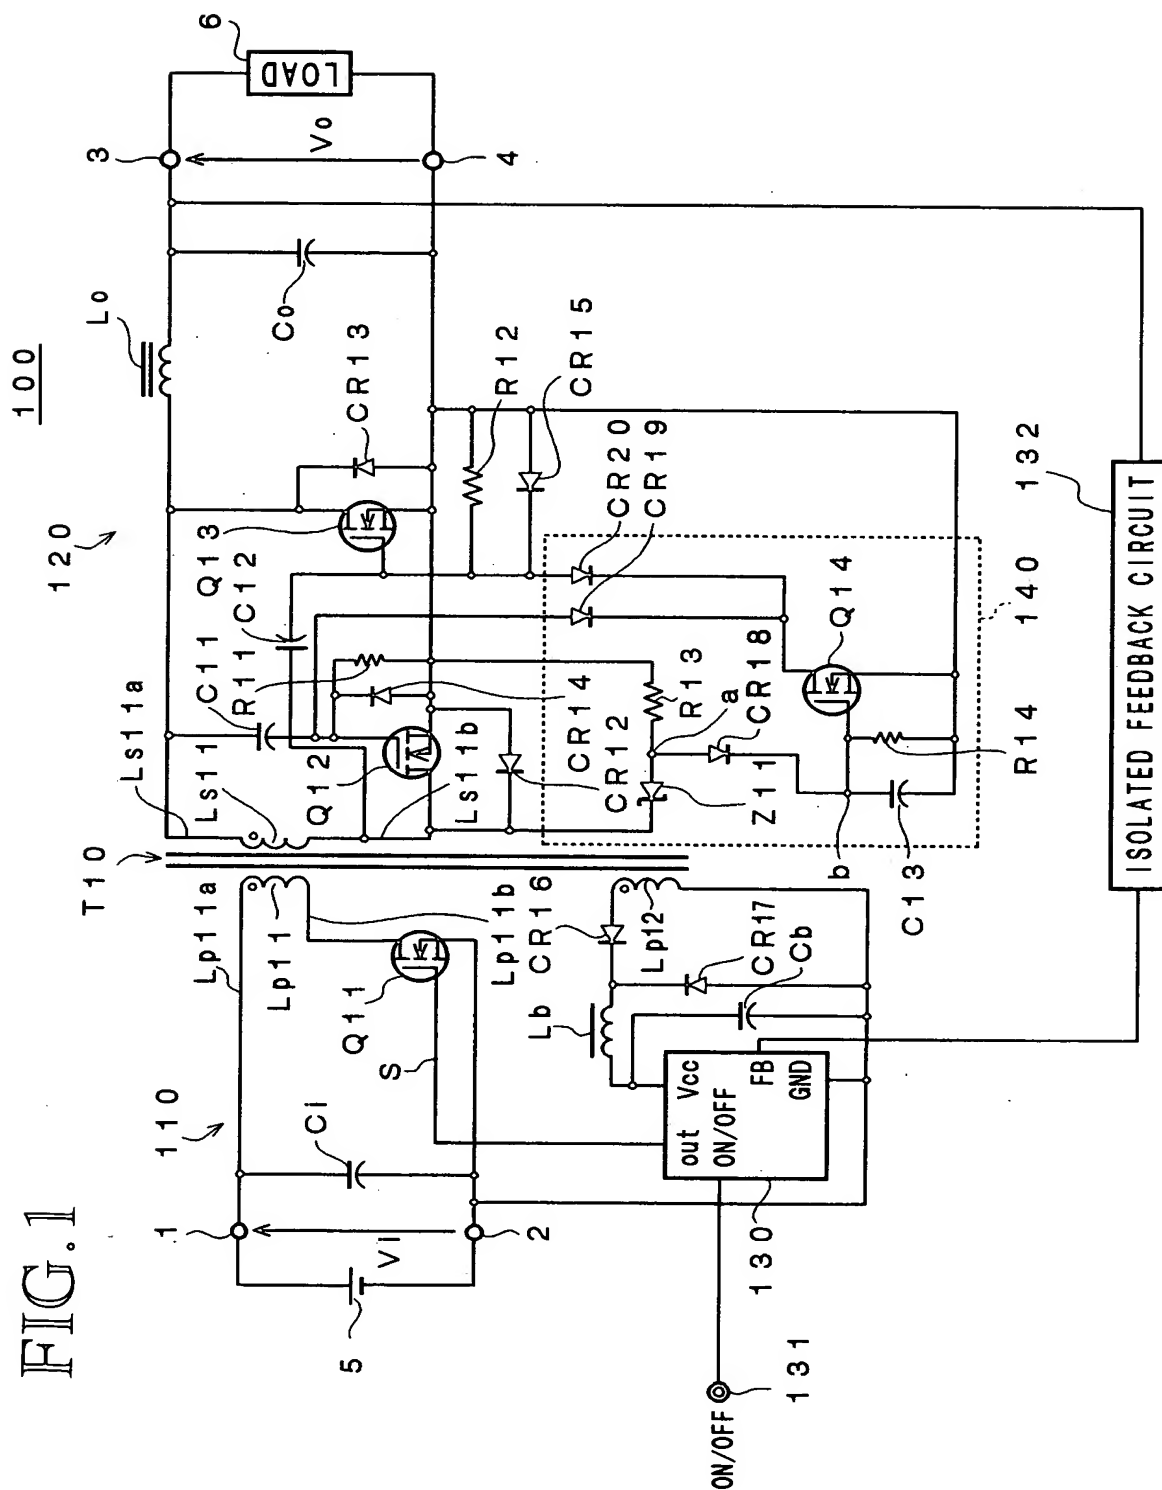 FIG.1
100
110
120
T10
Lp11a
Lp11
Lp11b
Ls11a
Ls11
Ls11b
C11
R11
C12
Q13
Q12
CR13
Lo
Co
3
4
Vo
6
LOAD
1
2
Vi
5
Ci
S
Q11
CR16
Lp12
Lb
CR17
Cb
out
Vcc
ON/OFF
FB
GND
130
ON/OFF
131
CR14
CR12
R12
CR15
CR20
CR19
R13
a
CR18
Z11
b
C13
R14
Q14
140
132
ISOLATED FEEDBACK CIRCUIT